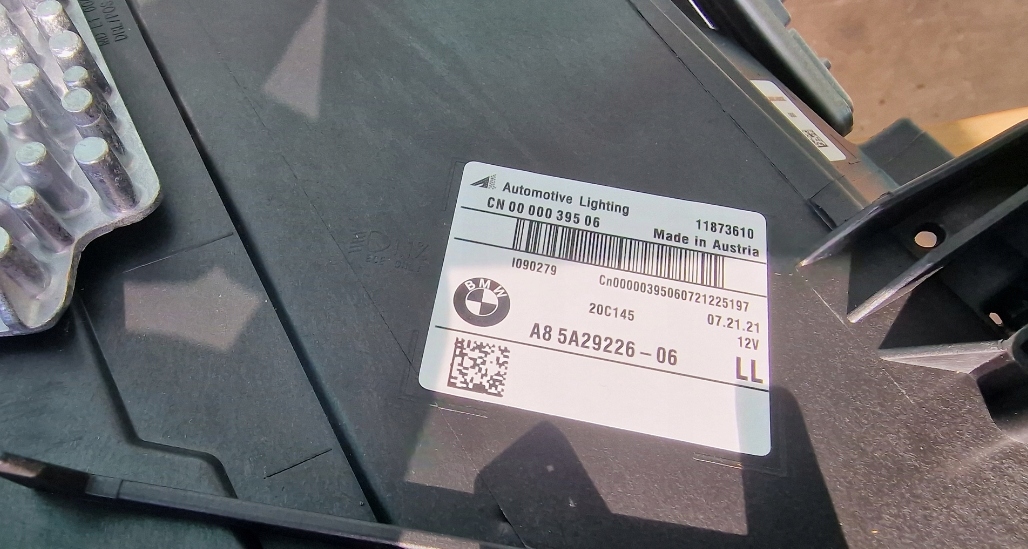 Automotive Lighting
CN 00 000 395 06
11873610
Made in Austria
I090279
Cn00000395060721225197
BMW
20C145
07.21.21
12V
A8 5A29226-06
LL